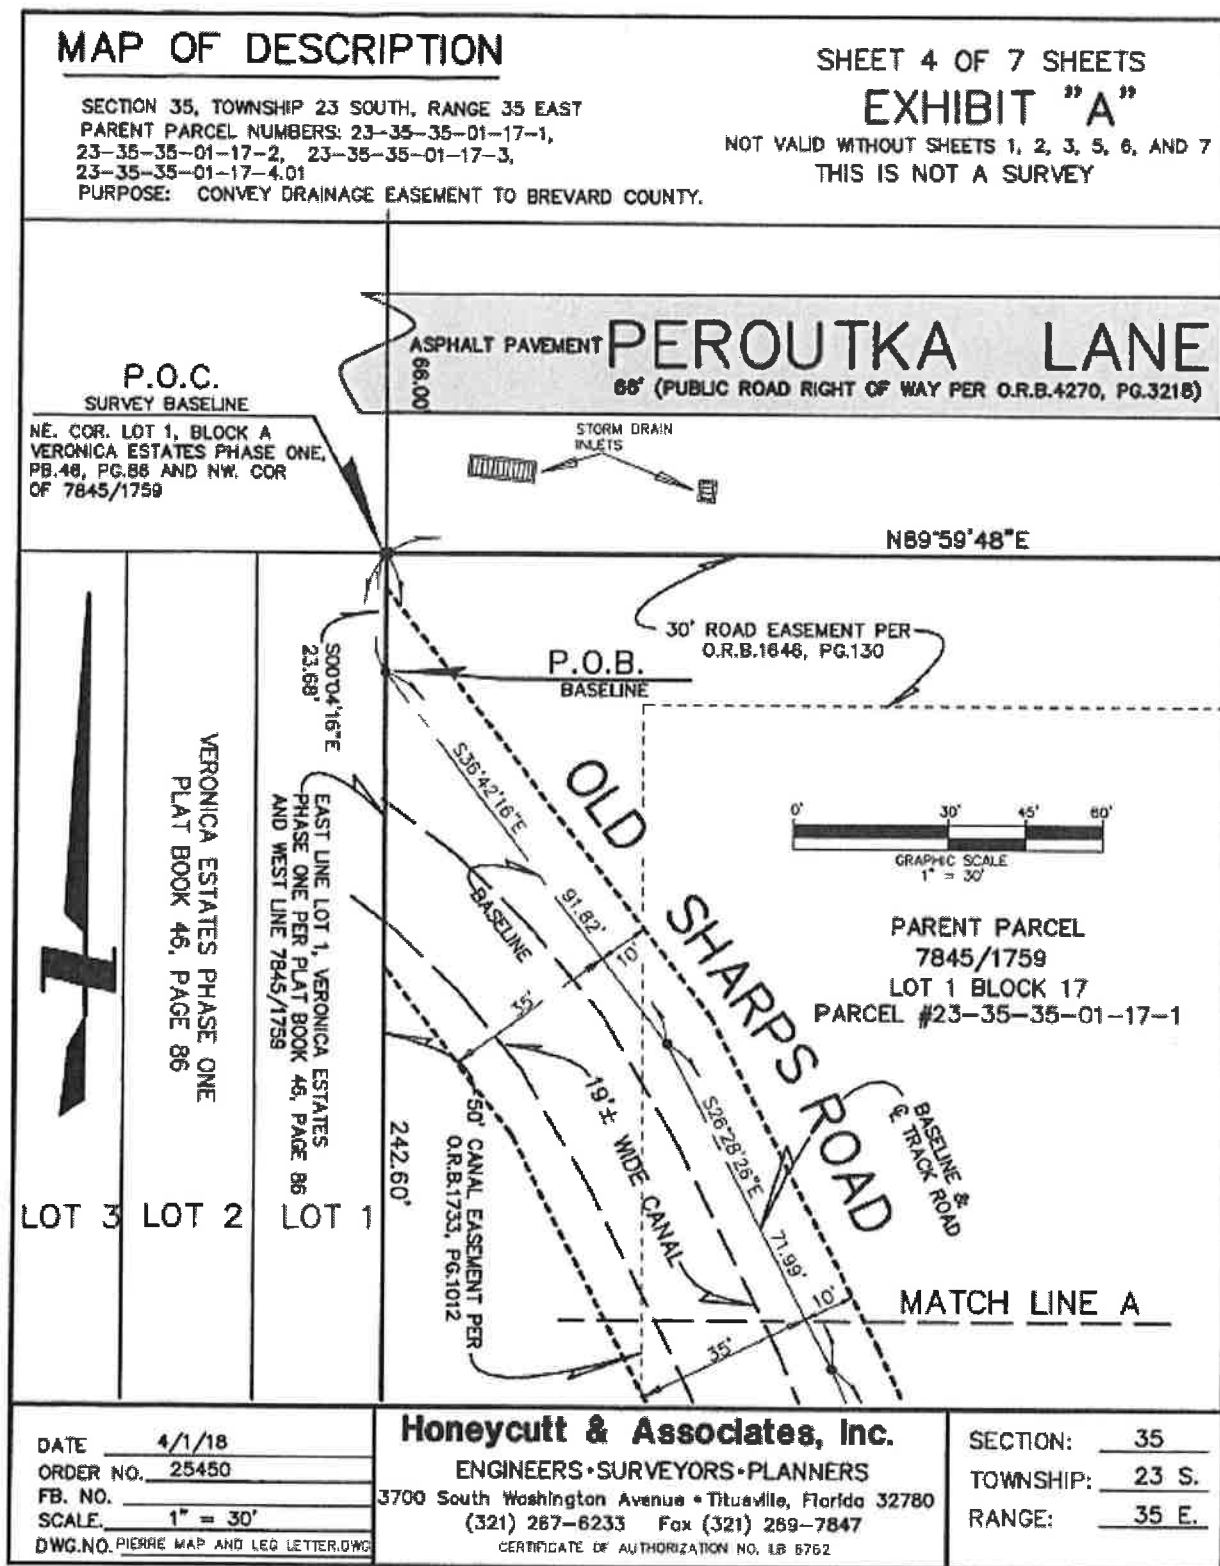 MAP OF DESCRIPTION
SECTION 35, TOWNSHIP 23 SOUTH, RANGE 35 EAST
PARENT PARCEL NUMBERS: 23-35-35-01-17-1,
23-35-35-01-17-2, 23-35-35-01-17-3,
23-35-35-01-17-4.01
PURPOSE: CONVEY DRAINAGE EASEMENT TO BREVARD COUNTY.
SHEET 4 OF 7 SHEETS
EXHIBIT "A"
NOT VALID WITHOUT SHEETS 1, 2, 3, 5, 6, AND 7
THIS IS NOT A SURVEY
ASPHALT PAVEMENT
66.00'
PEROUTKA LANE
66' (PUBLIC ROAD RIGHT OF WAY PER O.R.B.4270, PG.3218)
P.O.C.
SURVEY BASELINE
NE. COR. LOT 1, BLOCK A
VERONICA ESTATES PHASE ONE,
PB.46, PG.86 AND NW. COR
OF 7845/1759
STORM DRAIN
INLETS
N89°59'48"E
30' ROAD EASEMENT PER
O.R.B.1646, PG.130
P.O.B.
BASELINE
S00°04'16"E
23.68'
S36°42'16"E
91.82'
BASELINE
OLD SHARPS ROAD
0' 30' 45' 60'
GRAPHIC SCALE
1" = 30'
PARENT PARCEL
7845/1759
LOT 1 BLOCK 17
PARCEL #23-35-35-01-17-1
VERONICA ESTATES PHASE ONE
PLAT BOOK 46, PAGE 86
EAST LINE LOT 1, VERONICA ESTATES
PHASE ONE PER PLAT BOOK 46, PAGE 86
AND WEST LINE 7845/1759
10'
35'
19'± WIDE CANAL
S26°28'26"E
71.99'
BASELINE &
℄ TRACK ROAD
242.60'
50' CANAL EASEMENT PER
O.R.B.1733, PG.1012
LOT 3
LOT 2
LOT 1
10'
35'
MATCH LINE A
DATE 4/1/18
ORDER NO. 25450
FB. NO.
SCALE. 1" = 30'
DWG.NO. PIERRE MAP AND LEG LETTER.DWG
Honeycutt & Associates, Inc.
ENGINEERS•SURVEYORS•PLANNERS
3700 South Washington Avenue • Titusville, Florida 32780
(321) 267-6233 Fax (321) 269-7847
CERTIFICATE OF AUTHORIZATION NO. LB 6762
SECTION: 35
TOWNSHIP: 23 S.
RANGE: 35 E.